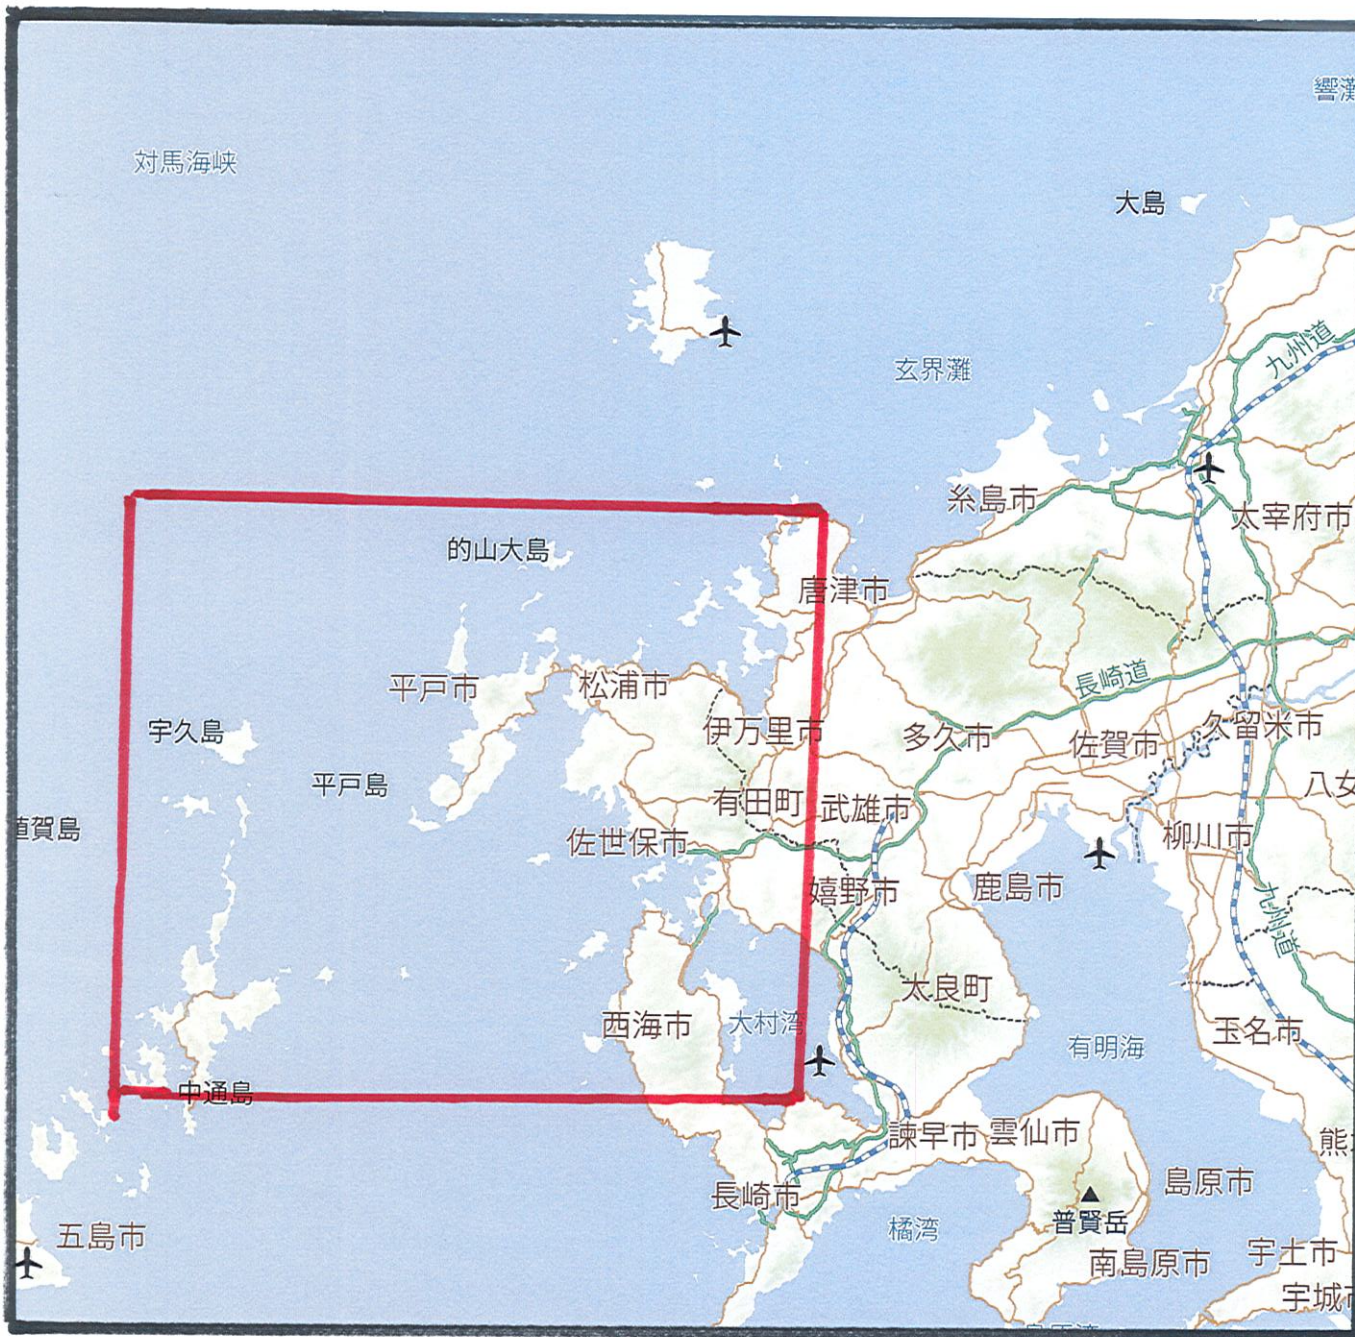 響灘
対馬海峡
大島
九州道
玄界灘
糸島市
太宰府市
的山大島
唐津市
長崎道
平戸市
松浦市
宇久島
伊万里市
多久市
佐賀市
久留米市
平戸島
有田町
武雄市
八女
賀島
佐世保市
柳川市
嬉野市
鹿島市
九州道
太良町
西海市
大村湾
有明海
玉名市
中通島
諫早市
雲仙市
熊
長崎市
島原市
普賢岳
五島市
橘湾
南島原市
宇土市
宇城市